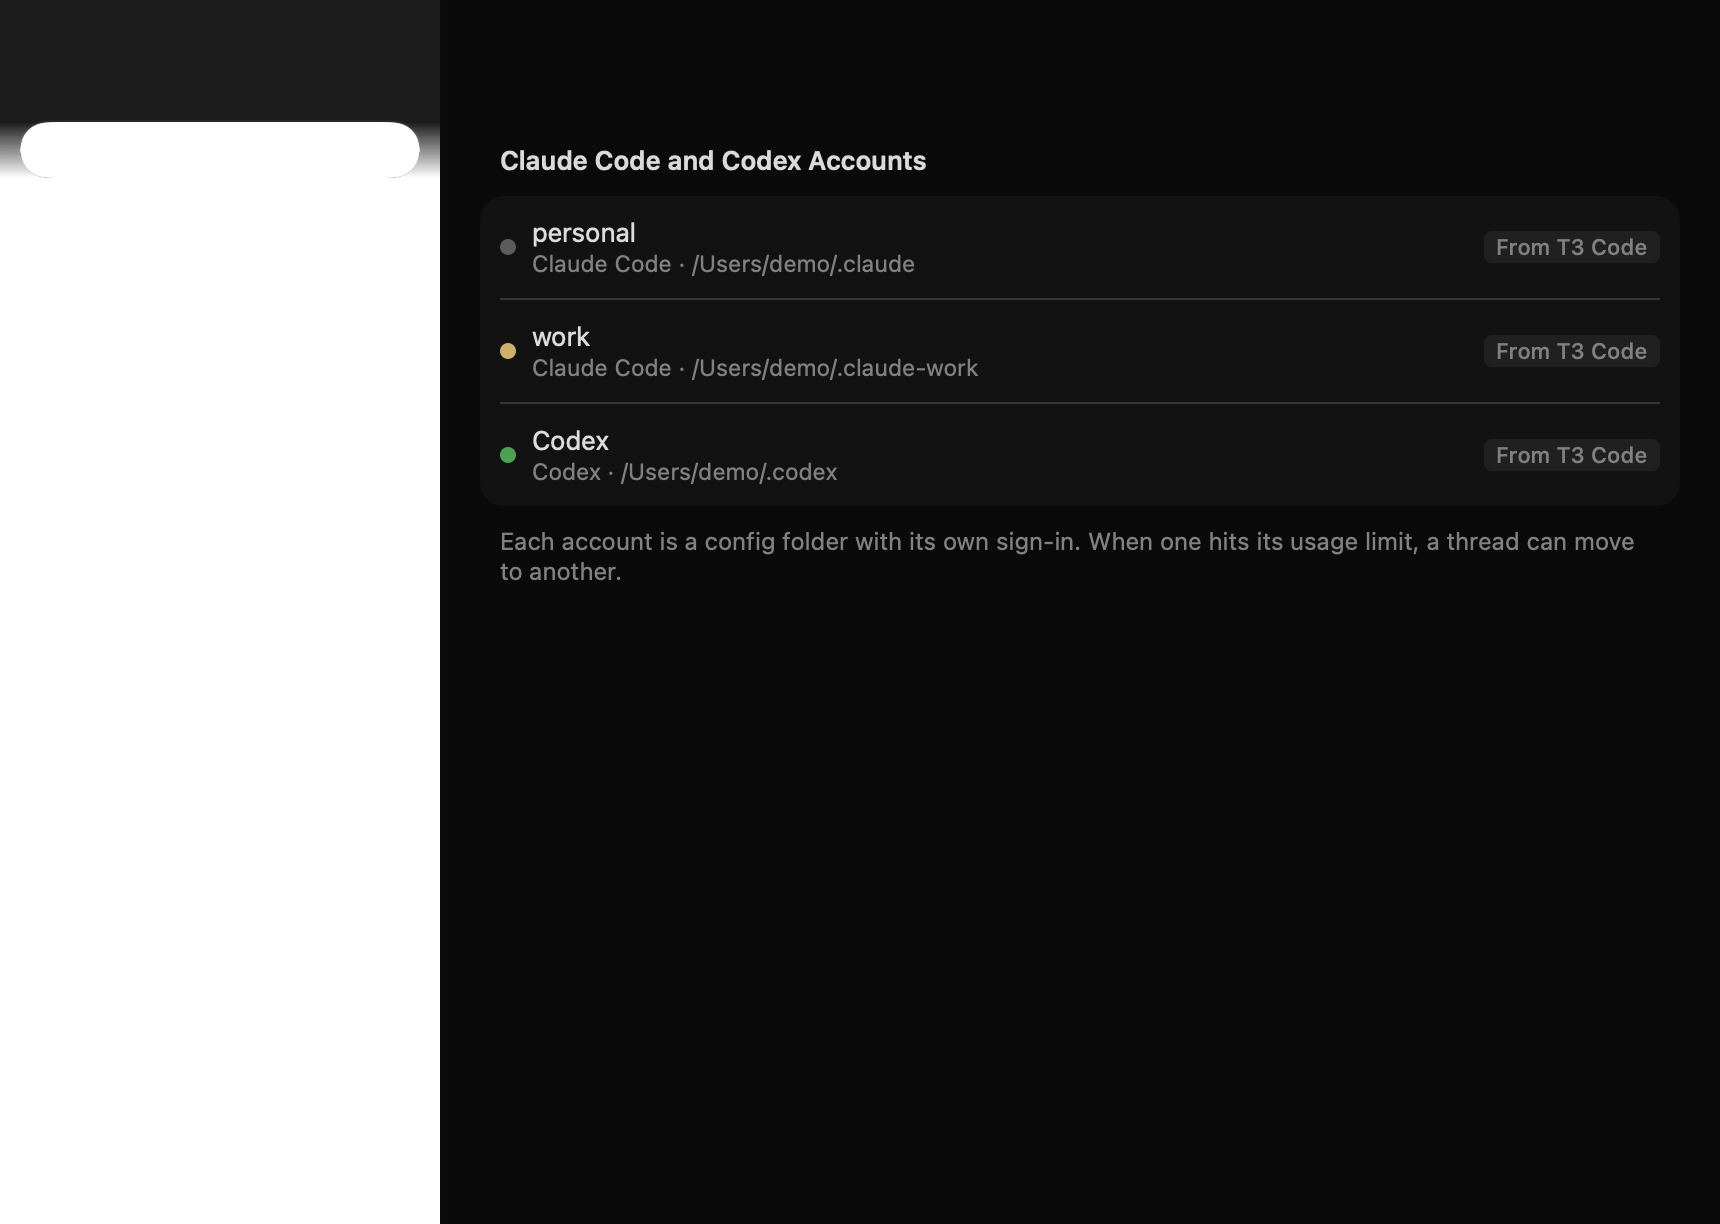 Claude Code and Codex Accounts
personal
Claude Code · /Users/demo/.claude
From T3 Code
work
Claude Code · /Users/demo/.claude-work
From T3 Code
Codex
Codex · /Users/demo/.codex
From T3 Code
Each account is a config folder with its own sign-in. When one hits its usage limit, a thread can move
to another.